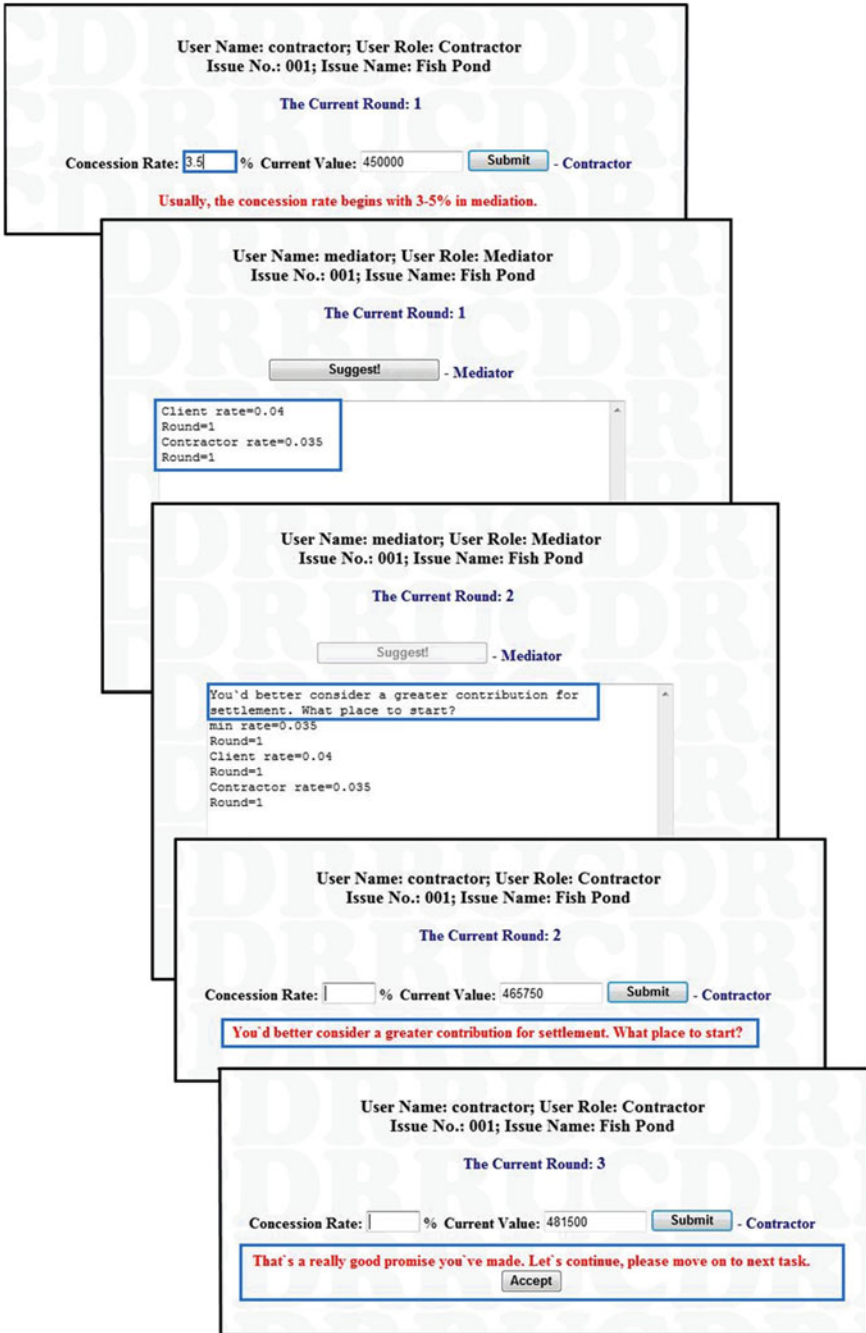 User Name: contractor; User Role: Contractor
Issue No.: 001; Issue Name: Fish Pond
The Current Round: 1
Concession Rate: 3.5 % Current Value: 450000 Submit - Contractor
Usually, the concession rate begins with 3-5% in mediation.
User Name: mediator; User Role: Mediator
Issue No.: 001; Issue Name: Fish Pond
The Current Round: 1
Suggest! - Mediator
Client rate=0.04
Round=1
Contractor rate=0.035
Round=1
User Name: mediator; User Role: Mediator
Issue No.: 001; Issue Name: Fish Pond
The Current Round: 2
Suggest! - Mediator
You`d better consider a greater contribution for
settlement. What place to start?
min rate=0.035
Round=1
Client rate=0.04
Round=1
Contractor rate=0.035
Round=1
User Name: contractor; User Role: Contractor
Issue No.: 001; Issue Name: Fish Pond
The Current Round: 2
Concession Rate: % Current Value: 465750 Submit - Contractor
You`d better consider a greater contribution for settlement. What place to start?
User Name: contractor; User Role: Contractor
Issue No.: 001; Issue Name: Fish Pond
The Current Round: 3
Concession Rate: % Current Value: 481500 Submit - Contractor
That`s a really good promise you`ve made. Let`s continue, please move on to next task.
Accept